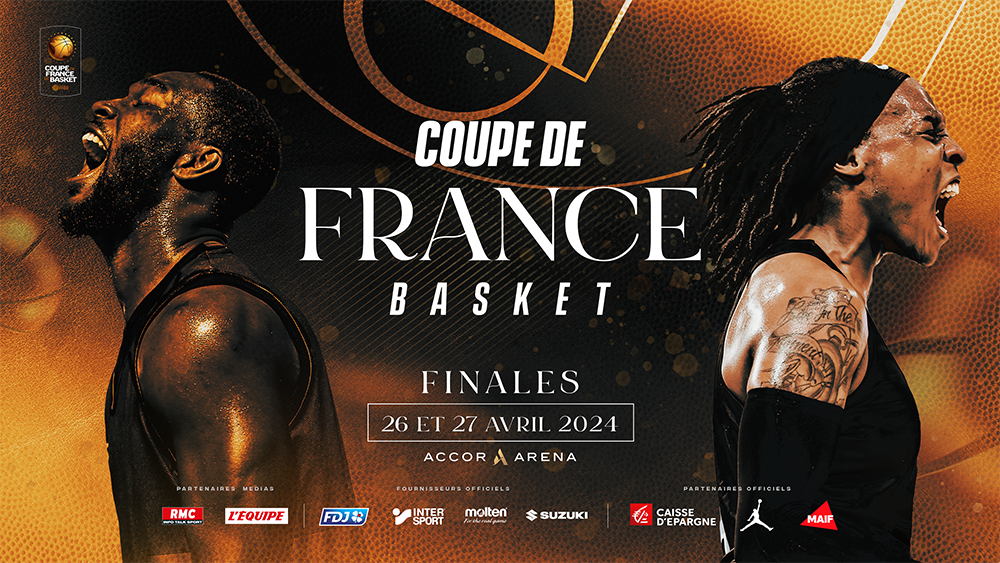 COUPE DE
FRANCE
BASKET
COUPE DE
FRANCE
BASKET
in The
FINALES
26 ET 27 AVRIL 2024
ACCOR ARENA
PARTENAIRES MEDIAS
FOURNISSEURS OFFICIELS
PARTENAIRES OFFICIELS
RMC
INFO TALK SPORT
L'EQUIPE
FDJ
INTER
SPORT
molten
For the real game
SUZUKI
CAISSE
D'EPARGNE
MAIF